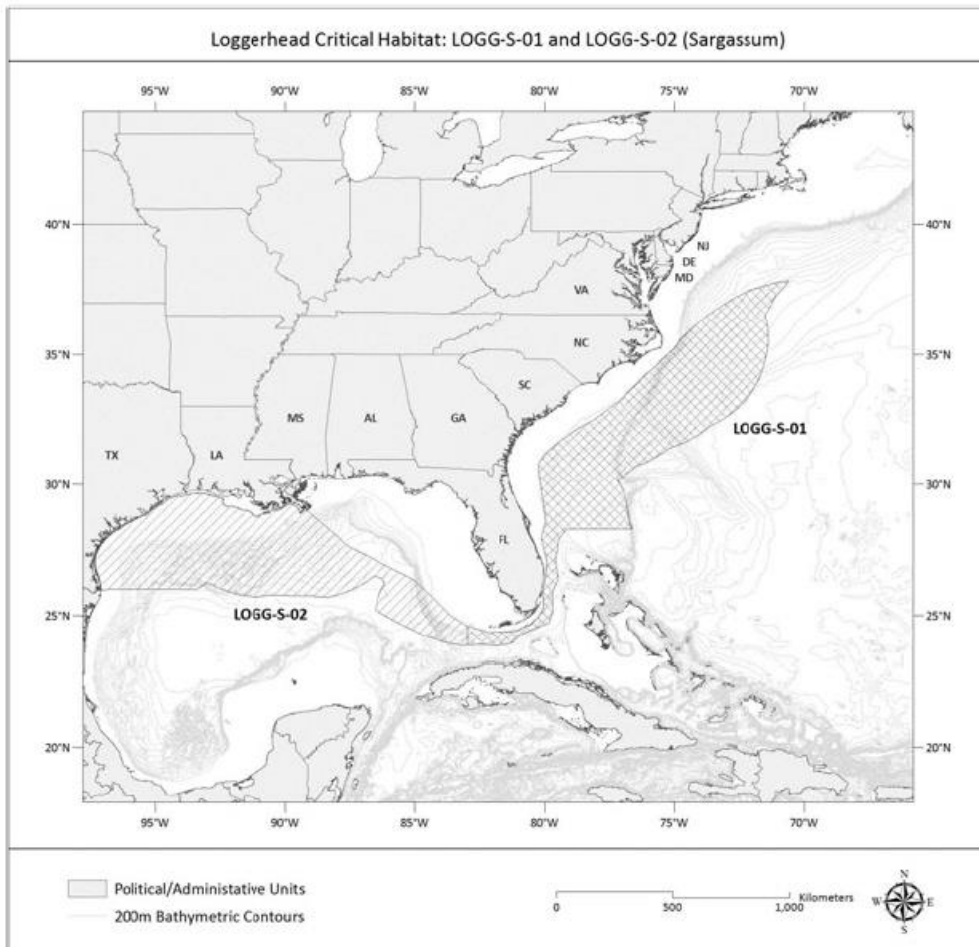 Loggerhead Critical Habitat: LOGG-S-01 and LOGG-S-02 (Sargassum)
95°W 90°W 85°W 80°W 75°W 70°W
40°N 40°N
NJ
DE
MD
VA
35°N NC 35°N
SC
MS AL GA LOGG-S-01
TX LA
30°N 30°N
FL
25°N LOGG-S-02 25°N
20°N 20°N
95°W 90°W 85°W 80°W 75°W 70°W
Political/Administative Units
200m Bathymetric Contours
Kilometers
0 500 1,000
N
W E
S